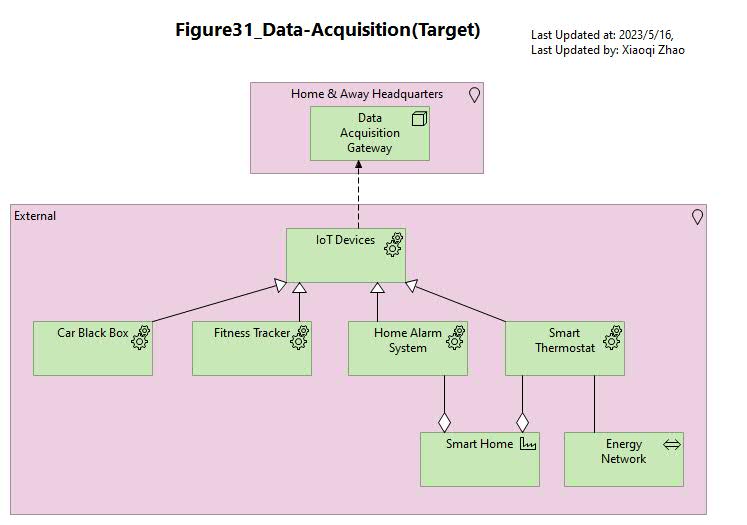 Figure31_Data-Acquisition(Target)
Last Updated at: 2023/5/16,
Last Updated by: Xiaoqi Zhao
Home & Away Headquarters
Data
Acquisition
Gateway
External
IoT Devices
Car Black Box
Fitness Tracker
Home Alarm
System
Smart
Thermostat
Smart Home
Energy
Network